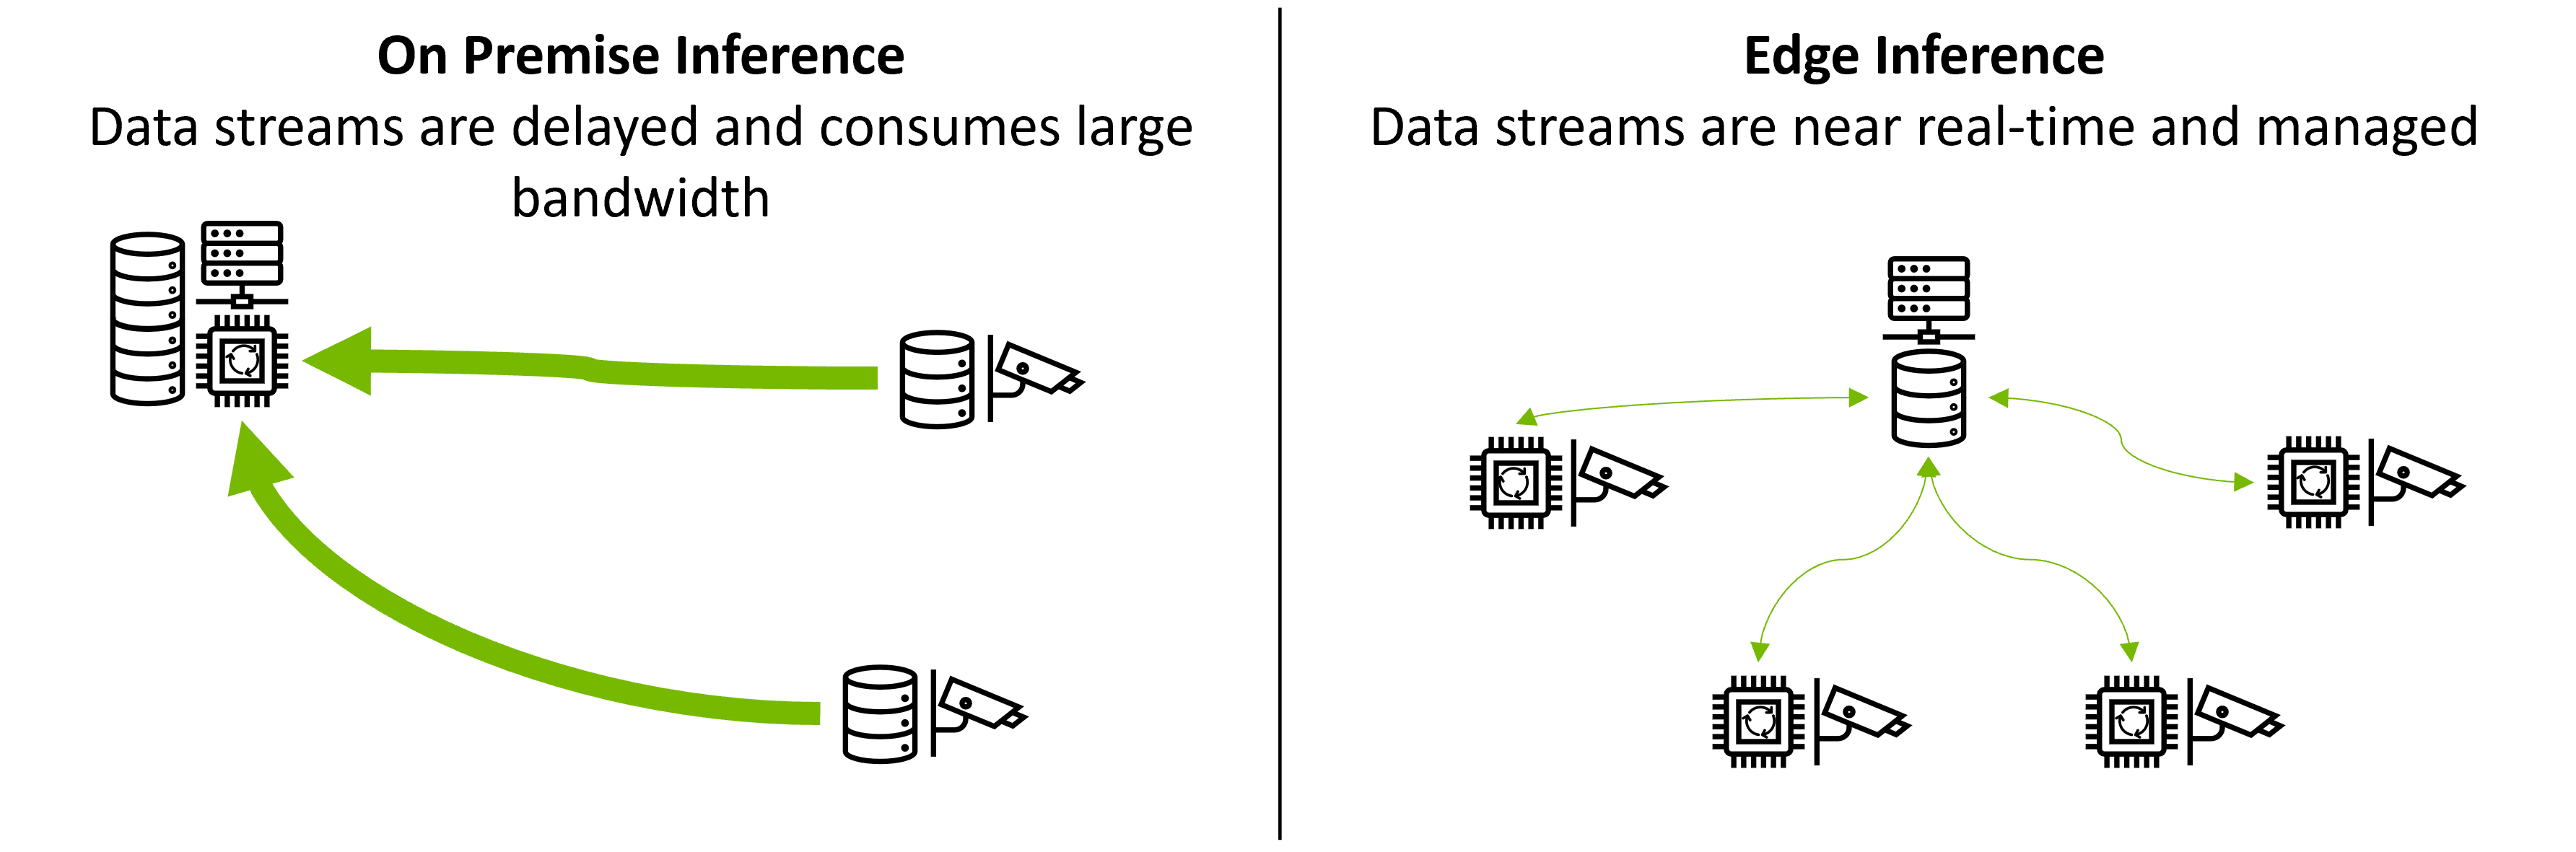 On Premise Inference
Data streams are delayed and consumes large
bandwidth
Edge Inference
Data streams are near real-time and managed